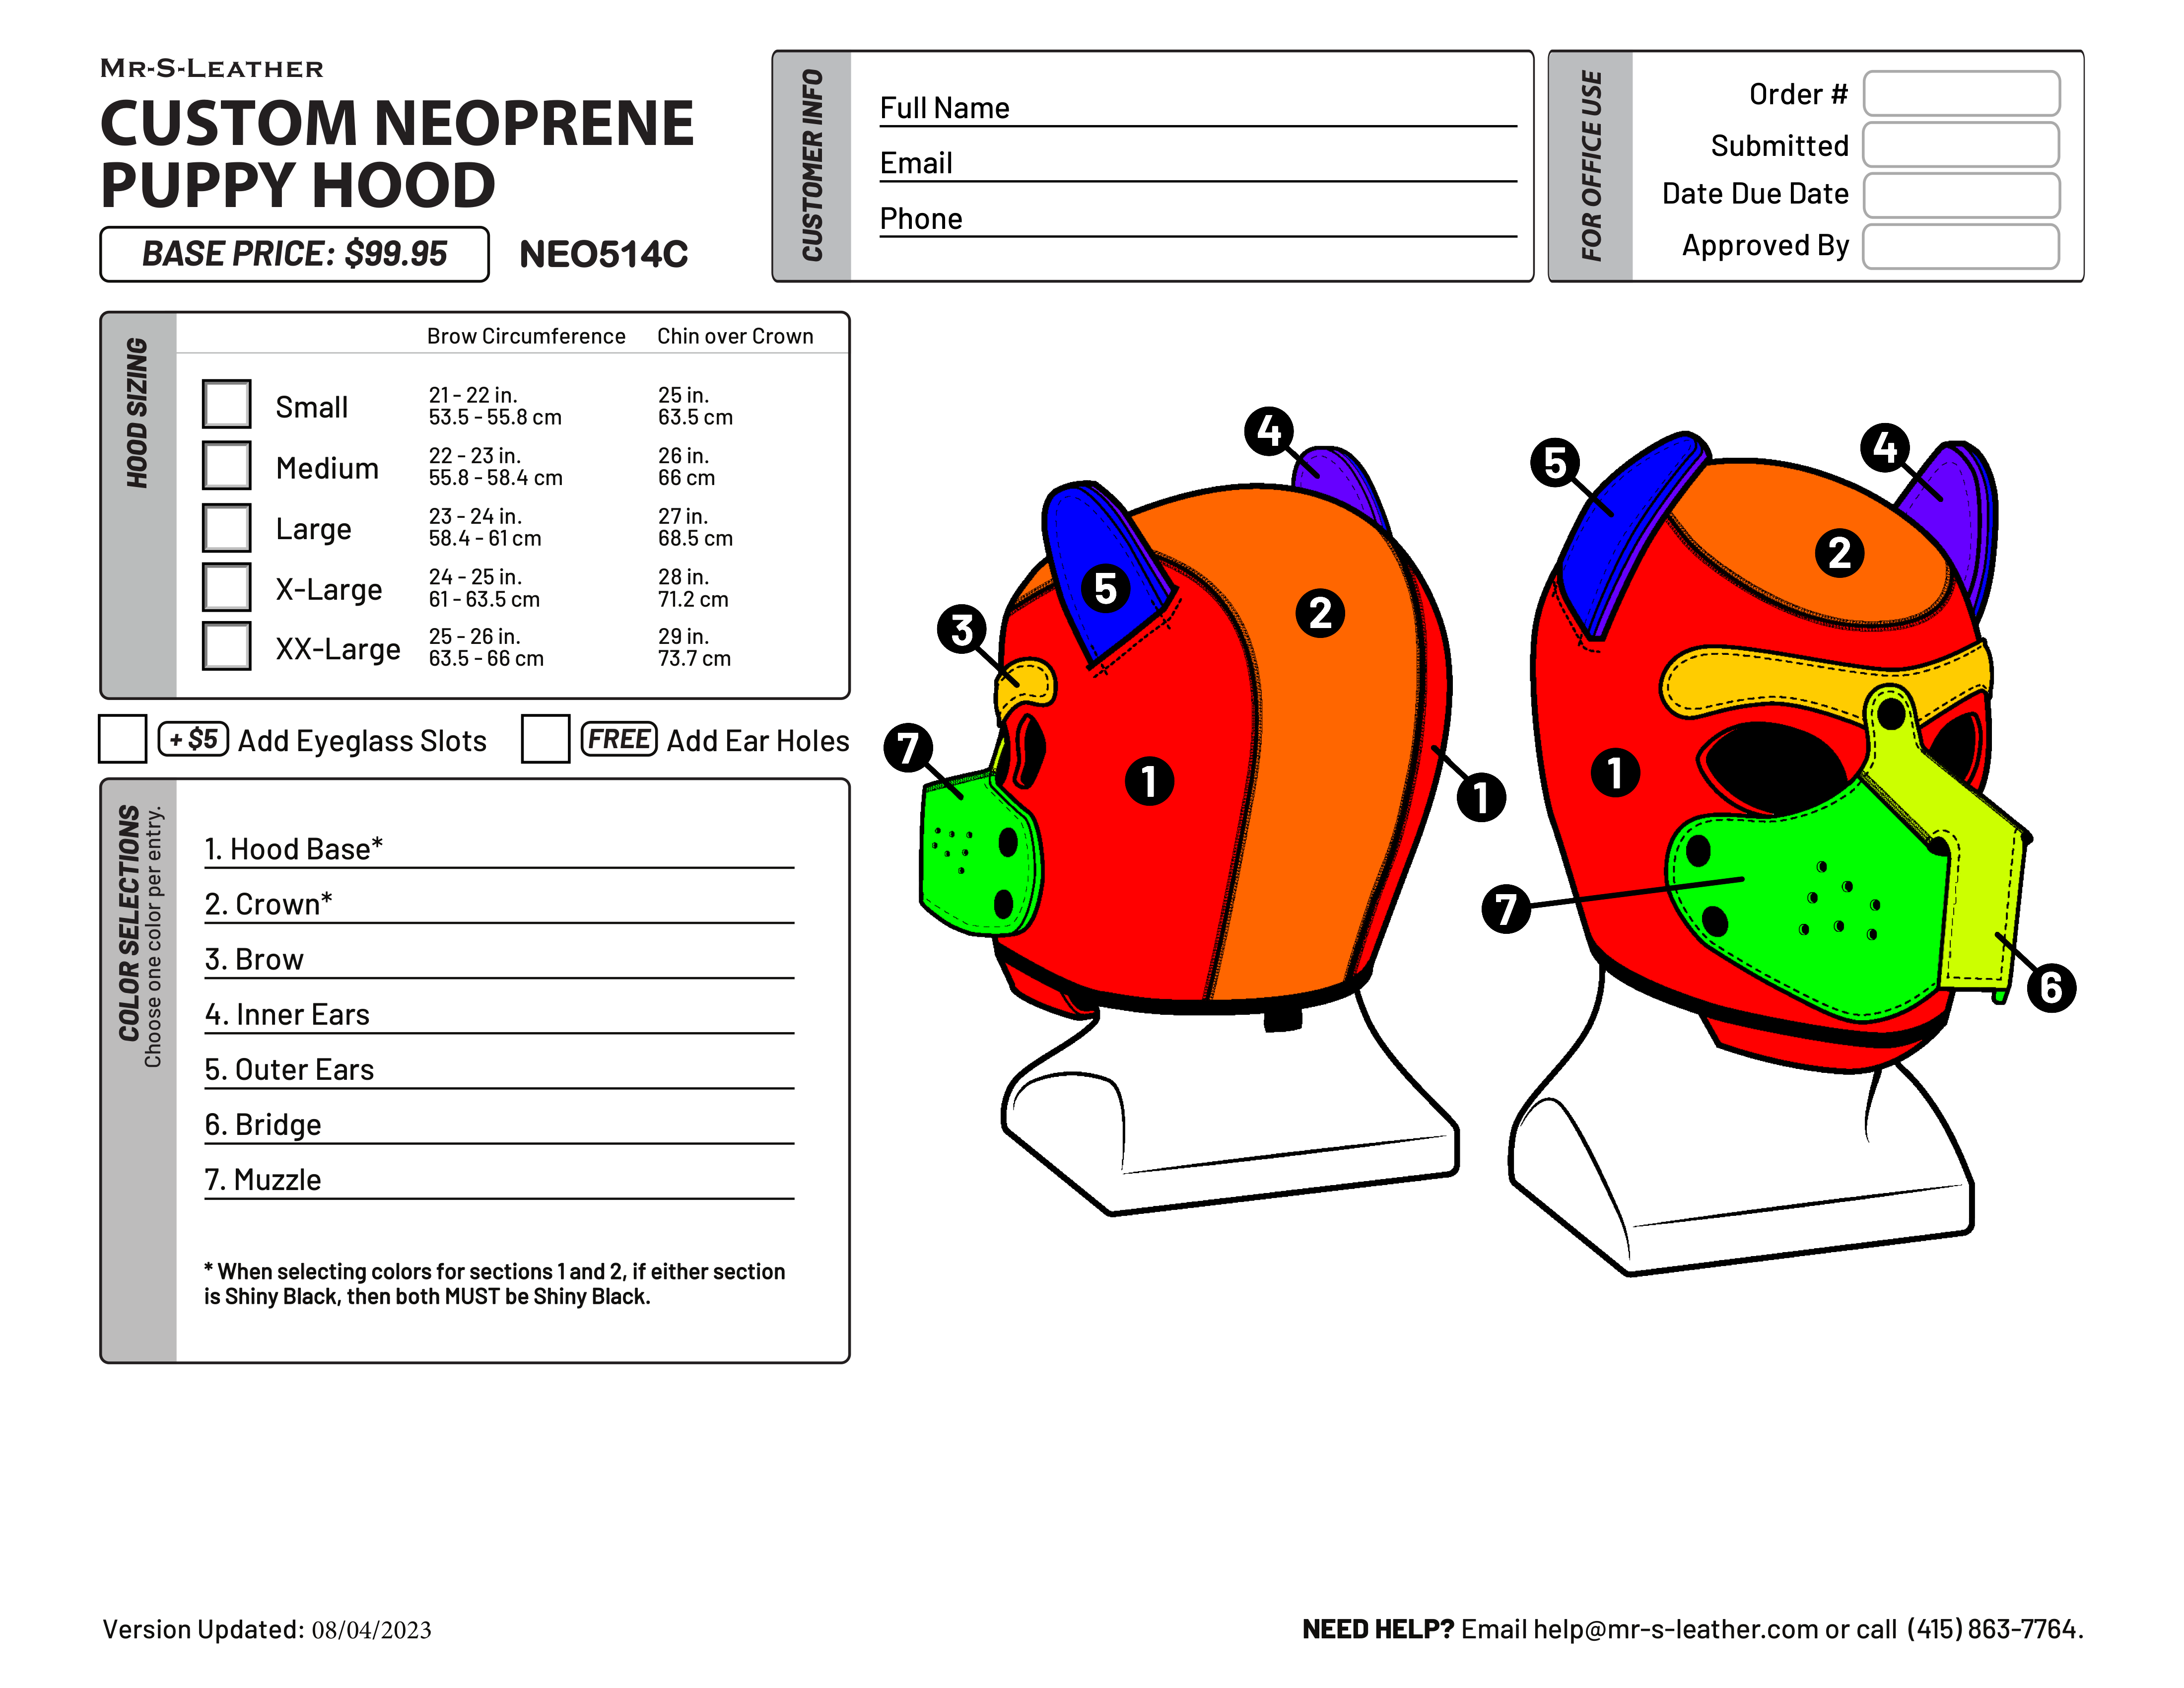 MR-S-LEATHER
CUSTOM NEOPRENE
PUPPY HOOD
BASE PRICE: $99.95 NEO514C
CUSTOMER INFO
Full Name
Email
Phone
FOR OFFICE USE
Order #
Submitted
Date Due Date
Approved By
HOOD SIZING
Brow Circumference Chin over Crown
Small 21 - 22 in. 25 in.
53.5 - 55.8 cm 63.5 cm
Medium 22 - 23 in. 26 in.
55.8 - 58.4 cm 66 cm
Large 23 - 24 in. 27 in.
58.4 - 61 cm 68.5 cm
X-Large 24 - 25 in. 28 in.
61 - 63.5 cm 71.2 cm
XX-Large 25 - 26 in. 29 in.
63.5 - 66 cm 73.7 cm
+ $5 Add Eyeglass Slots FREE Add Ear Holes
COLOR SELECTIONS
Choose one color per entry.
1. Hood Base*
2. Crown*
3. Brow
4. Inner Ears
5. Outer Ears
6. Bridge
7. Muzzle
* When selecting colors for sections 1 and 2, if either section
is Shiny Black, then both MUST be Shiny Black.
4
5
2
3
7
1
1
5
4
2
1
7
6
Version Updated: 08/04/2023
NEED HELP? Email help@mr-s-leather.com or call (415) 863-7764.